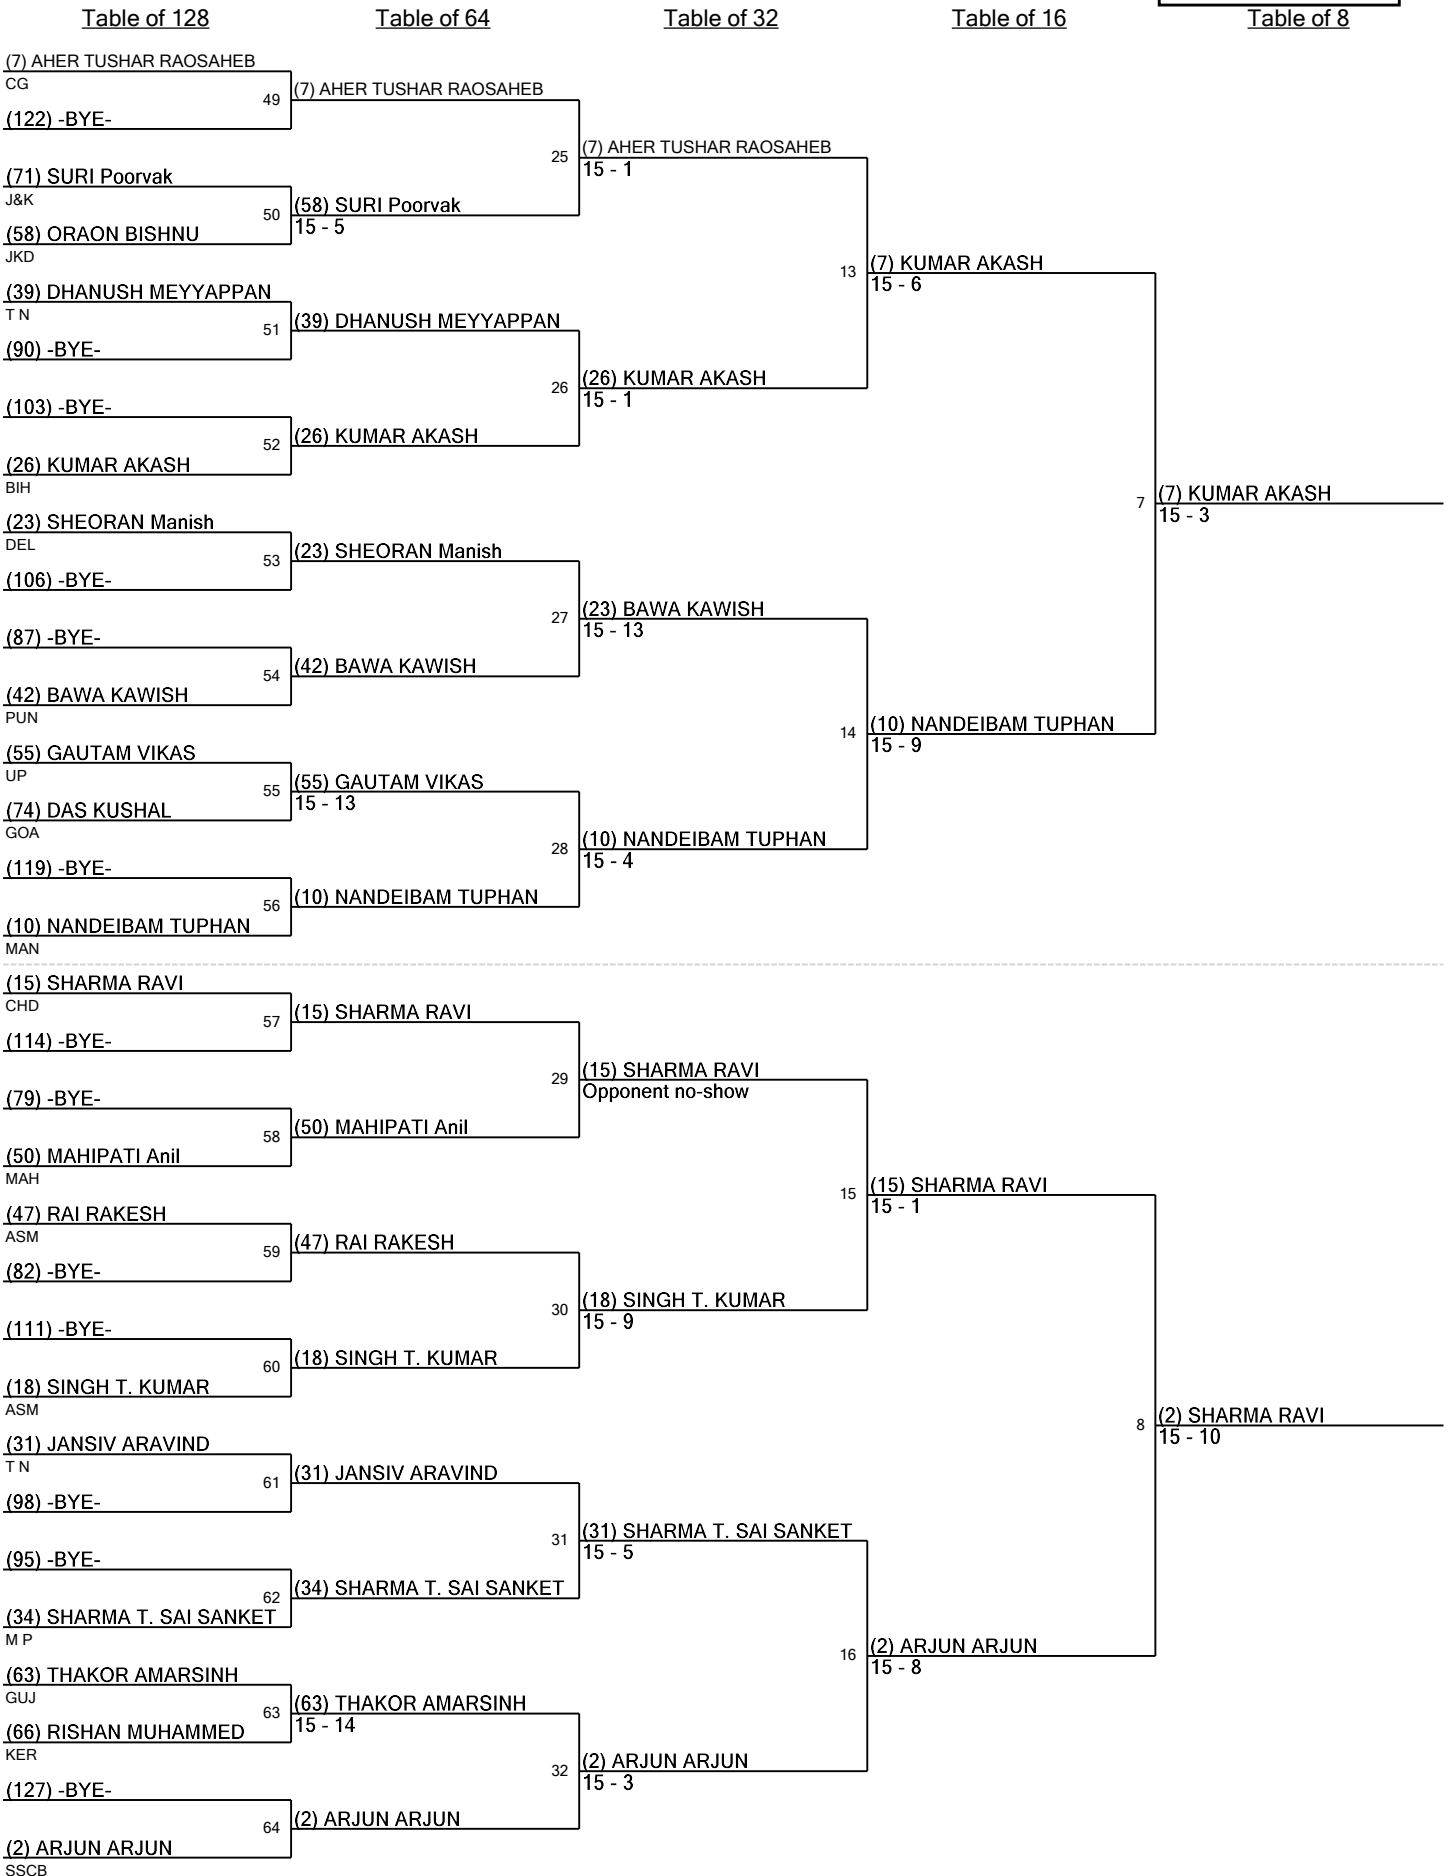 Table of 128 Table of 64 Table of 32 Table of 16 Table of 8
(7) AHER TUSHAR RAOSAHEB
CG
49
(7) AHER TUSHAR RAOSAHEB
(122) -BYE-
25
(7) AHER TUSHAR RAOSAHEB
15 - 1
(71) SURI Poorvak
J&K
50
(58) SURI Poorvak
15 - 5
(58) ORAON BISHNU
JKD
13
(7) KUMAR AKASH
15 - 6
(39) DHANUSH MEYYAPPAN
T N
51
(39) DHANUSH MEYYAPPAN
(90) -BYE-
26
(26) KUMAR AKASH
15 - 1
(103) -BYE-
52
(26) KUMAR AKASH
(26) KUMAR AKASH
BIH
7
(7) KUMAR AKASH
15 - 3
(23) SHEORAN Manish
DEL
53
(23) SHEORAN Manish
(106) -BYE-
27
(23) BAWA KAWISH
15 - 13
(87) -BYE-
54
(42) BAWA KAWISH
(42) BAWA KAWISH
PUN
14
(10) NANDEIBAM TUPHAN
15 - 9
(55) GAUTAM VIKAS
UP
55
(55) GAUTAM VIKAS
15 - 13
(74) DAS KUSHAL
GOA
28
(10) NANDEIBAM TUPHAN
15 - 4
(119) -BYE-
56
(10) NANDEIBAM TUPHAN
(10) NANDEIBAM TUPHAN
MAN
(15) SHARMA RAVI
CHD
57
(15) SHARMA RAVI
(114) -BYE-
29
(15) SHARMA RAVI
Opponent no-show
(79) -BYE-
58
(50) MAHIPATI Anil
(50) MAHIPATI Anil
MAH
15
(15) SHARMA RAVI
15 - 1
(47) RAI RAKESH
ASM
59
(47) RAI RAKESH
(82) -BYE-
30
(18) SINGH T. KUMAR
15 - 9
(111) -BYE-
60
(18) SINGH T. KUMAR
(18) SINGH T. KUMAR
ASM
8
(2) SHARMA RAVI
15 - 10
(31) JANSIV ARAVIND
T N
61
(31) JANSIV ARAVIND
(98) -BYE-
31
(31) SHARMA T. SAI SANKET
15 - 5
(95) -BYE-
62
(34) SHARMA T. SAI SANKET
(34) SHARMA T. SAI SANKET
M P
16
(2) ARJUN ARJUN
15 - 8
(63) THAKOR AMARSINH
GUJ
63
(63) THAKOR AMARSINH
15 - 14
(66) RISHAN MUHAMMED
KER
32
(2) ARJUN ARJUN
15 - 3
(127) -BYE-
64
(2) ARJUN ARJUN
(2) ARJUN ARJUN
SSCB